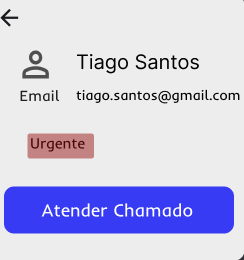 Tiago Santos
Email tiago.santos@gmail.com
Urgente
Atender Chamado